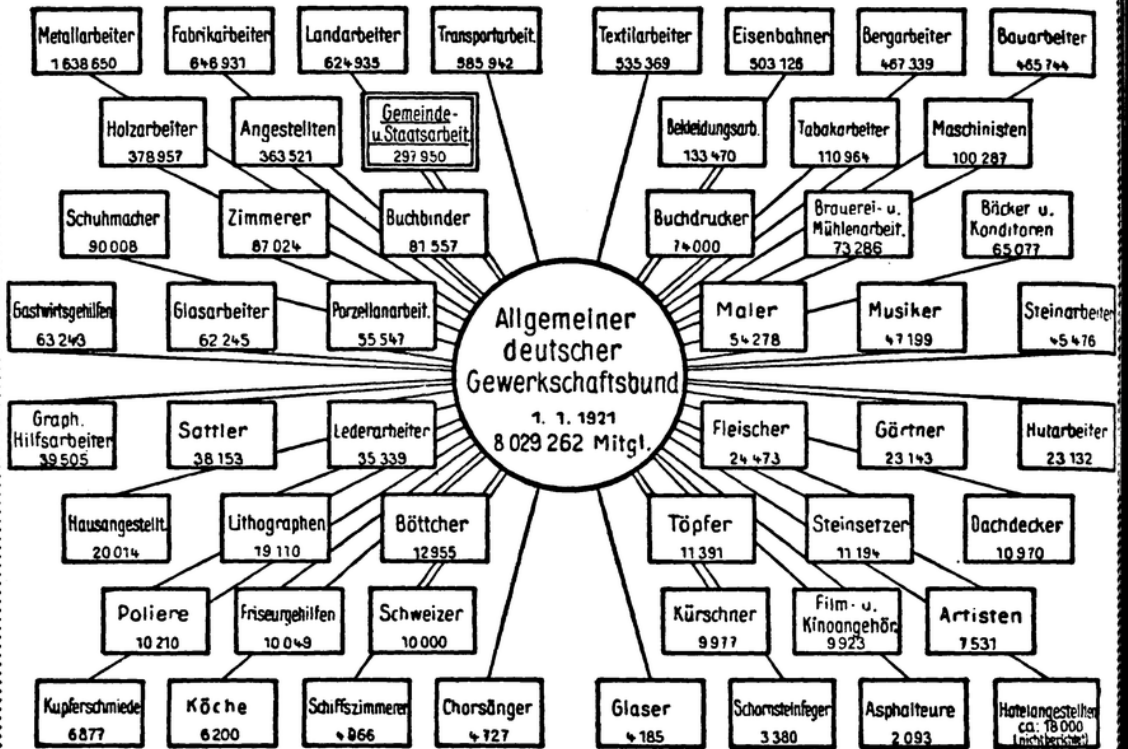 Metallarbeiter
1 638 650
Fabrikarbeiter
646 931
Landarbeiter
624 935
Transportarbeit.
585 942
Textilarbeiter
535 369
Eisenbahner
503 126
Bergarbeiter
467 339
Bauarbeiter
465 744
Holzarbeiter
378 957
Angestellten
363 521
Gemeinde-
u. Staatsarbeit.
297 950
Bekleidungsarb.
133 470
Tabakarbeiter
110 964
Maschinisten
100 287
Schuhmacher
90 008
Zimmerer
87 024
Buchbinder
81 557
Buchdrucker
74 000
Brauerei- u.
Mühlenarbeit.
73 286
Bäcker u.
Konditoren
65 077
Gastwirtsgehilfen
63 243
Glasarbeiter
62 245
Porzellanarbeit.
55 547
Maler
54 278
Musiker
47 199
Steinarbeiter
45 476
Allgemeiner
deutscher
Gewerkschaftsbund
1. 1. 1921
8 029 262 Mitgl.
Graph.
Hilfsarbeiter
39 505
Sattler
38 153
Lederarbeiter
35 339
Fleischer
24 473
Gärtner
23 143
Hutarbeiter
23 132
Hausangestellt.
20 014
Lithographen
19 110
Böttcher
12 955
Töpfer
11 391
Steinsetzer
11 194
Dachdecker
10 970
Poliere
10 210
Friseurgehilfen
10 049
Schweizer
10 000
Kürschner
9 977
Film- u.
Kinoangehör.
9 923
Artisten
7 531
Kupferschmiede
6877
Köche
6 200
Schiffszimmerer
4 066
Chorsänger
4 727
Glaser
4 185
Schornsteinfeger
3 380
Asphalteure
2 093
Hotelangestellten
ca. 18 000
(nicht berichtet)